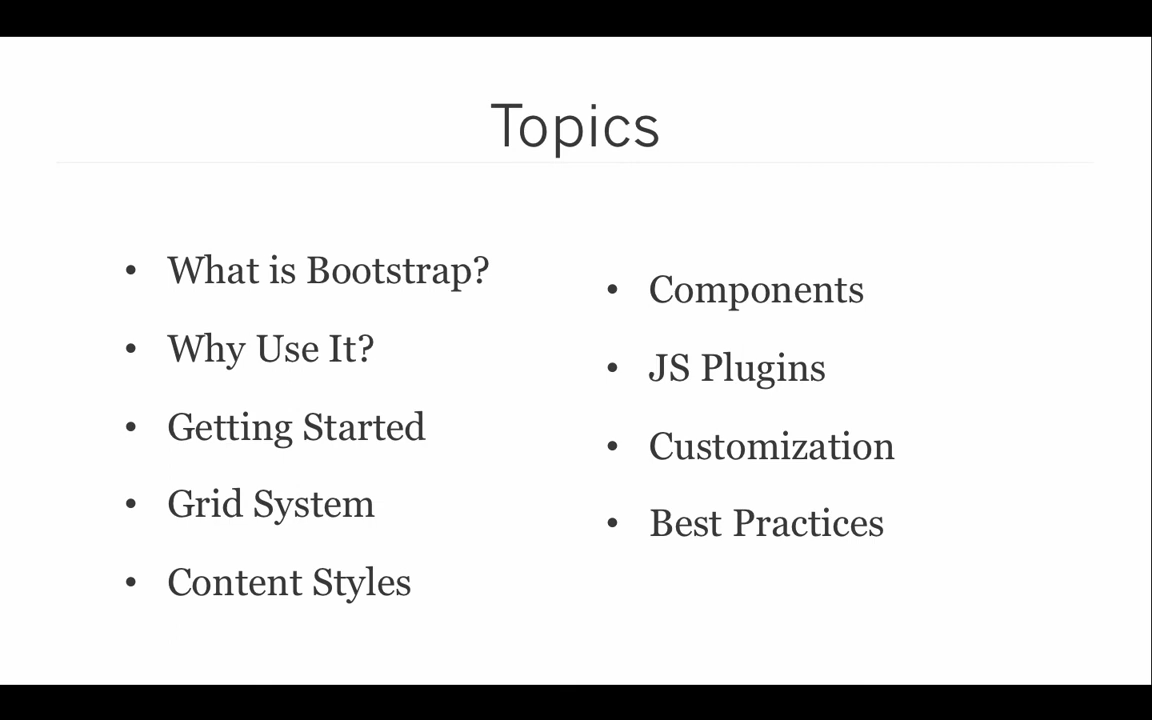 Topics
• What is Bootstrap?
• Why Use It?
• Getting Started
• Grid System
• Content Styles
• Components
• JS Plugins
• Customization
• Best Practices